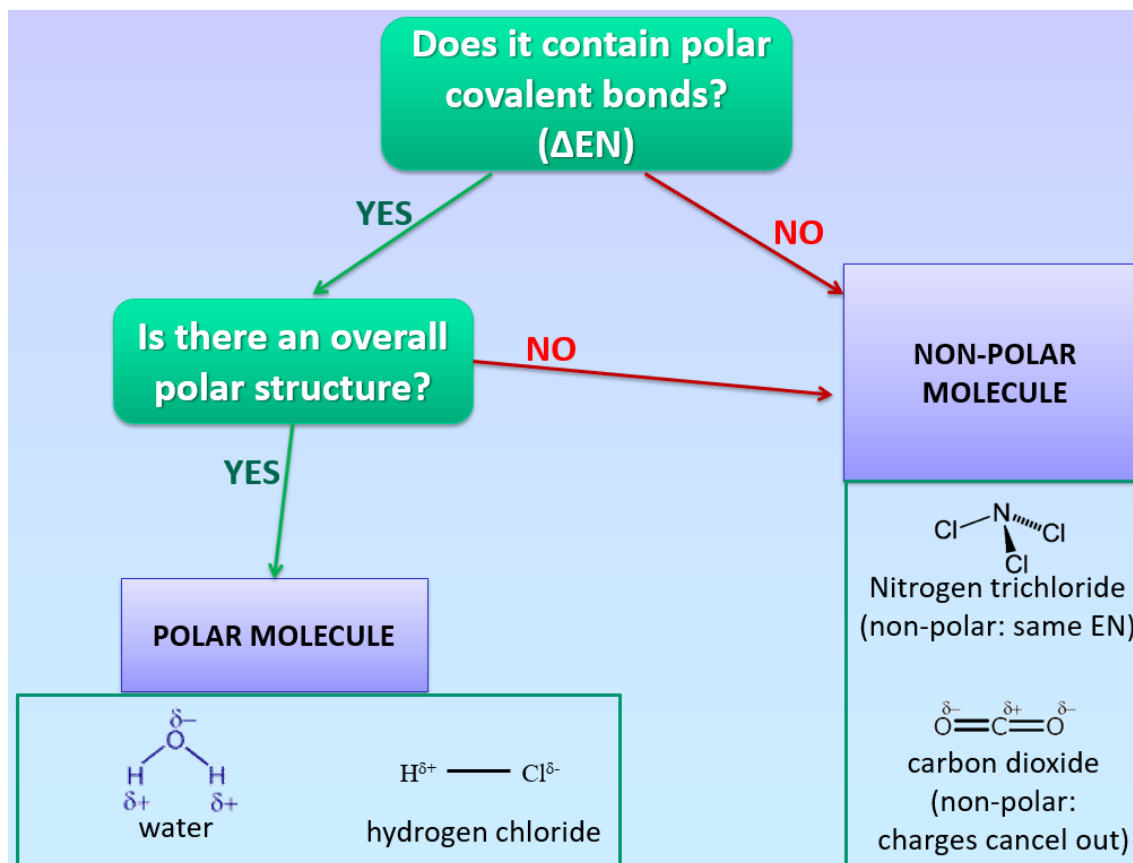 Does it contain polar
covalent bonds?
(ΔEN)
YES
NO
Is there an overall
polar structure?
NO
NON-POLAR
MOLECULE
YES
POLAR MOLECULE
N
Cl
Cl
Cl
Nitrogen trichloride
(non-polar: same EN)
δ− δ+ δ−
O=C=O
carbon dioxide
(non-polar:
charges cancel out)
δ−
O
H H
δ+ δ+
water
Hδ+ — Clδ-
hydrogen chloride